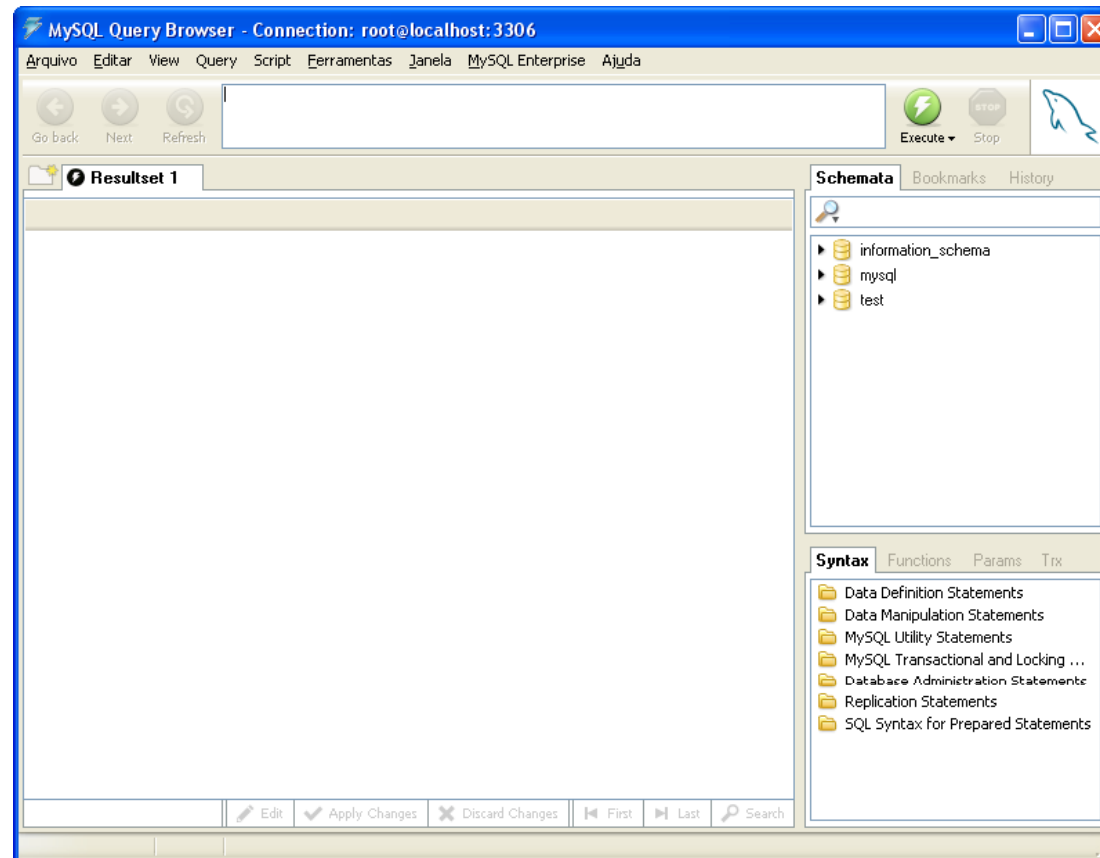 MySQL Query Browser - Connection: root@localhost:3306
Arquivo Editar View Query Script Ferramentas Janela MySQL Enterprise Ajuda
Go back Next Refresh Execute STOP Stop
Resultset 1
Schemata Bookmarks History
information_schema
mysql
test
Syntax Functions Params Trx
Data Definition Statements
Data Manipulation Statements
MySQL Utility Statements
MySQL Transactional and Locking ...
Database Administration Statements
Replication Statements
SQL Syntax for Prepared Statements
Edit Apply Changes Discard Changes First Last Search